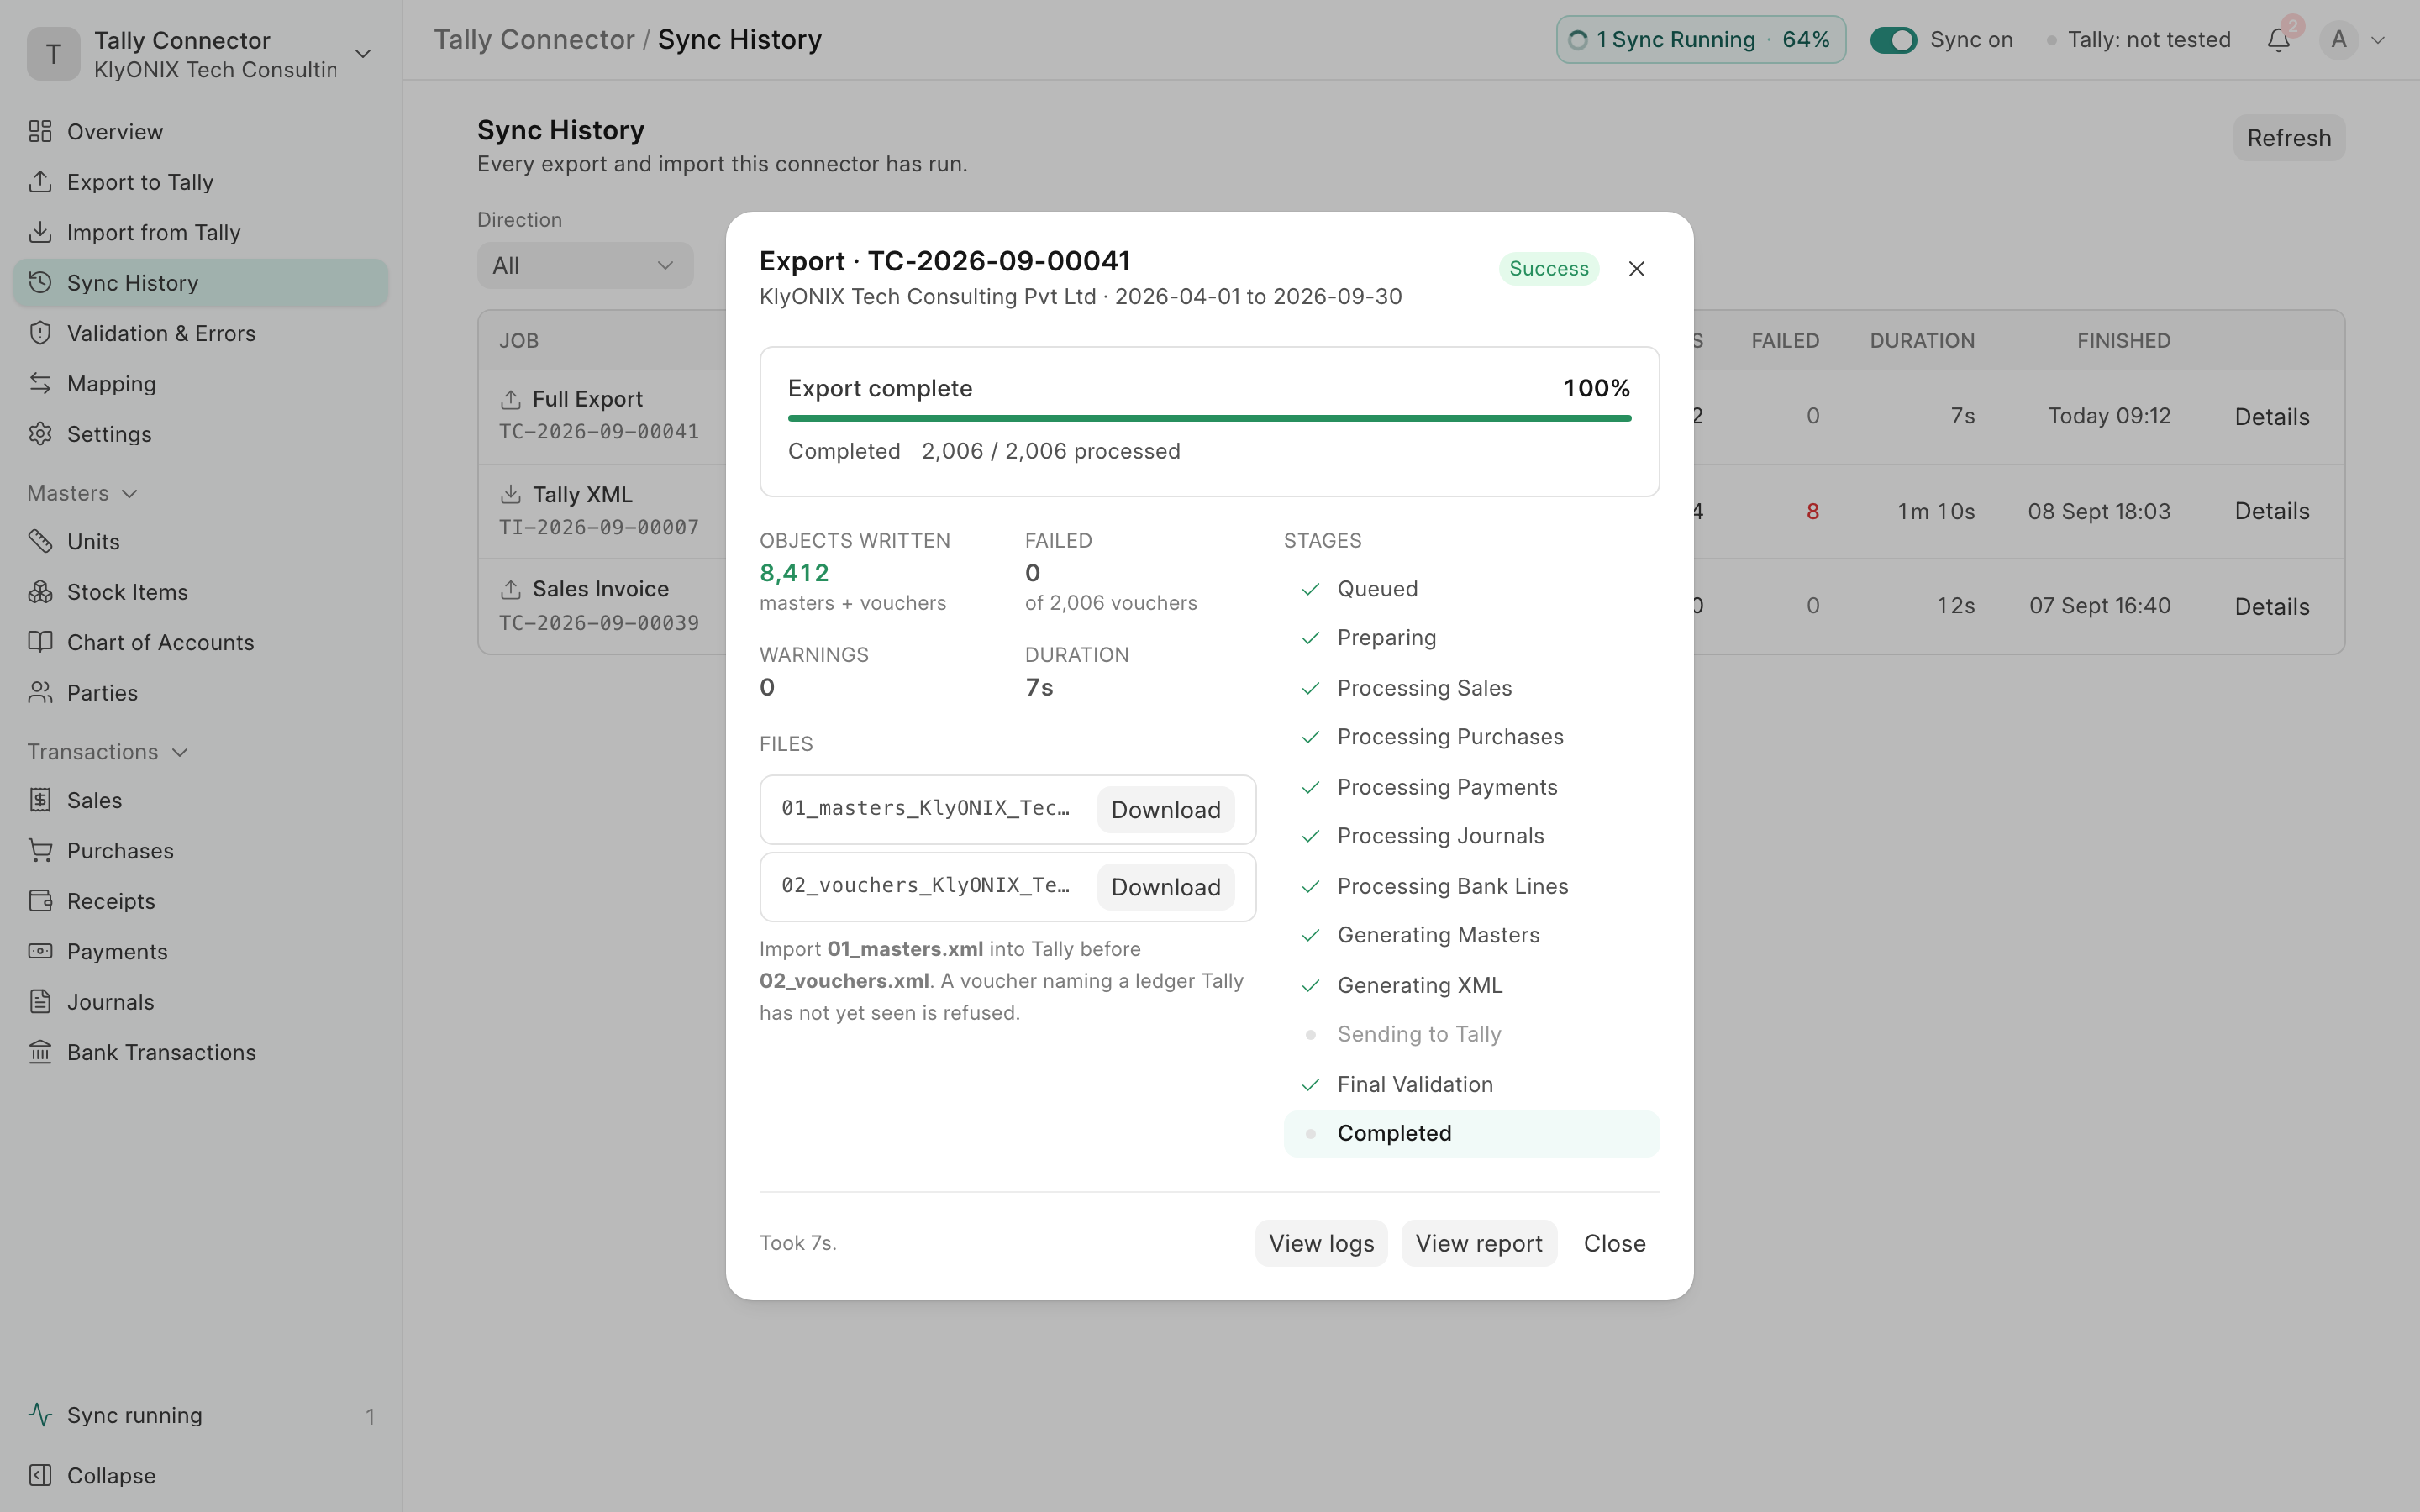 T
Tally Connector
KlyONIX Tech Consultin
Overview
Export to Tally
Import from Tally
Sync History
Validation & Errors
Mapping
Settings
Masters
Units
Stock Items
Chart of Accounts
Parties
Transactions
Sales
Purchases
Receipts
Payments
Journals
Bank Transactions
Sync running 1
Collapse
Tally Connector / Sync History
1 Sync Running · 64%
Sync on
Tally: not tested
2
A
Sync History
Every export and import this connector has run.
Refresh
Direction
All
JOB S FAILED DURATION FINISHED
Full Export
TC-2026-09-00041
2 0 7s Today 09:12 Details
Tally XML
TI-2026-09-00007
4 8 1m 10s 08 Sept 18:03 Details
Sales Invoice
TC-2026-09-00039
0 0 12s 07 Sept 16:40 Details
Export · TC-2026-09-00041
KlyONIX Tech Consulting Pvt Ltd · 2026-04-01 to 2026-09-30
Success
Export complete 100%
Completed 2,006 / 2,006 processed
OBJECTS WRITTEN
8,412
masters + vouchers
FAILED
0
of 2,006 vouchers
WARNINGS
0
DURATION
7s
FILES
01_masters_KlyONIX_Tec… Download
02_vouchers_KlyONIX_Te… Download
Import 01_masters.xml into Tally before
02_vouchers.xml. A voucher naming a ledger Tally
has not yet seen is refused.
STAGES
Queued
Preparing
Processing Sales
Processing Purchases
Processing Payments
Processing Journals
Processing Bank Lines
Generating Masters
Generating XML
Sending to Tally
Final Validation
Completed
Took 7s.
View logs
View report
Close